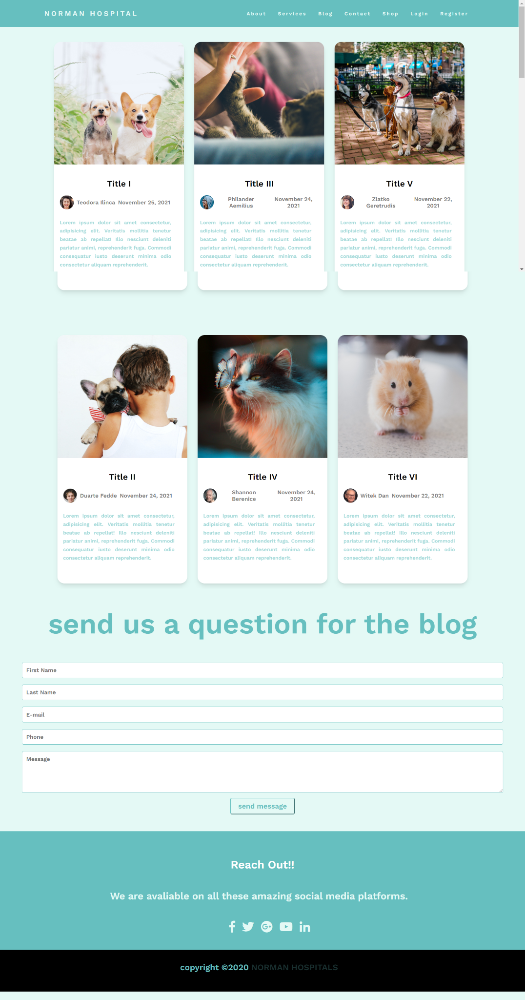 NORMAN HOSPITAL
About Services Blog Contact Shop Login Register
Title I
Teodora Ilinca November 25, 2021
Lorem ipsum dolor sit amet consectetur,
adipisicing elit. Veritatis mollitia tenetur
beatae ab repellat! Illo nesciunt deleniti
pariatur animi, reprehenderit fuga. Commodi
consequatur iusto deserunt minima odio
consectetur aliquam reprehenderit.
Title III
Philander
Aemilius
November 24,
2021
Lorem ipsum dolor sit amet consectetur,
adipisicing elit. Veritatis mollitia tenetur
beatae ab repellat! Illo nesciunt deleniti
pariatur animi, reprehenderit fuga. Commodi
consequatur iusto deserunt minima odio
consectetur aliquam reprehenderit.
Title V
Zlatko
Geretrudis
November 22,
2021
Lorem ipsum dolor sit amet consectetur,
adipisicing elit. Veritatis mollitia tenetur
beatae ab repellat! Illo nesciunt deleniti
pariatur animi, reprehenderit fuga. Commodi
consequatur iusto deserunt minima odio
consectetur aliquam reprehenderit.
Title II
Duarte Fedde November 24, 2021
Lorem ipsum dolor sit amet consectetur,
adipisicing elit. Veritatis mollitia tenetur
beatae ab repellat! Illo nesciunt deleniti
pariatur animi, reprehenderit fuga. Commodi
consequatur iusto deserunt minima odio
consectetur aliquam reprehenderit.
Title IV
Shannon
Berenice
November 24,
2021
Lorem ipsum dolor sit amet consectetur,
adipisicing elit. Veritatis mollitia tenetur
beatae ab repellat! Illo nesciunt deleniti
pariatur animi, reprehenderit fuga. Commodi
consequatur iusto deserunt minima odio
consectetur aliquam reprehenderit.
Title VI
Witek Dan November 22, 2021
Lorem ipsum dolor sit amet consectetur,
adipisicing elit. Veritatis mollitia tenetur
beatae ab repellat! Illo nesciunt deleniti
pariatur animi, reprehenderit fuga. Commodi
consequatur iusto deserunt minima odio
consectetur aliquam reprehenderit.
send us a question for the blog
First Name
Last Name
E-mail
Phone
Message
send message
Reach Out!!
We are avaliable on all these amazing social media platforms.
copyright ©2020 NORMAN HOSPITALS